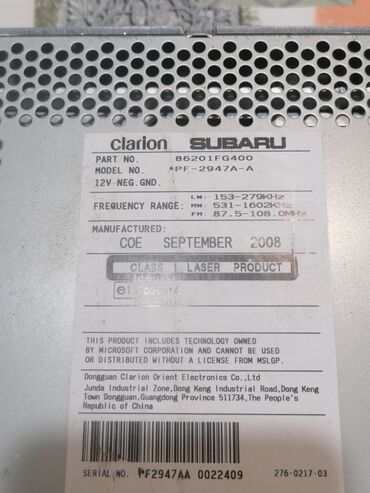 clarion SUBARU
PART NO. 86201FG400
MODEL NO. PF-2947A-A
12V NEG.GND.
LW: 153-279KHz
FREQUENCY RANGE: MW: 531-1602KHz
FM: 87.5-108.0MHz
MANUFACTURED:
COE SEPTEMBER 2008
CLASS 1 LASER PRODUCT
THIS PRODUCT INCLUDES TECHNOLOGY OWNED
BY MICROSOFT CORPORATION AND CANNOT BE USED
OR DISTRIBUTED WITHOUT A LICENSE FROM MSLGP.
Dongguan Clarion Orient Electronics Co.,Ltd
Junda Industrial Zone,Dong Keng Industrial Road,Dong Keng
Town Dongguan,Guangdong Province 511734,The People's
Republic of China
SERIAL NO. PF2947AA 0022409 276-0217-03